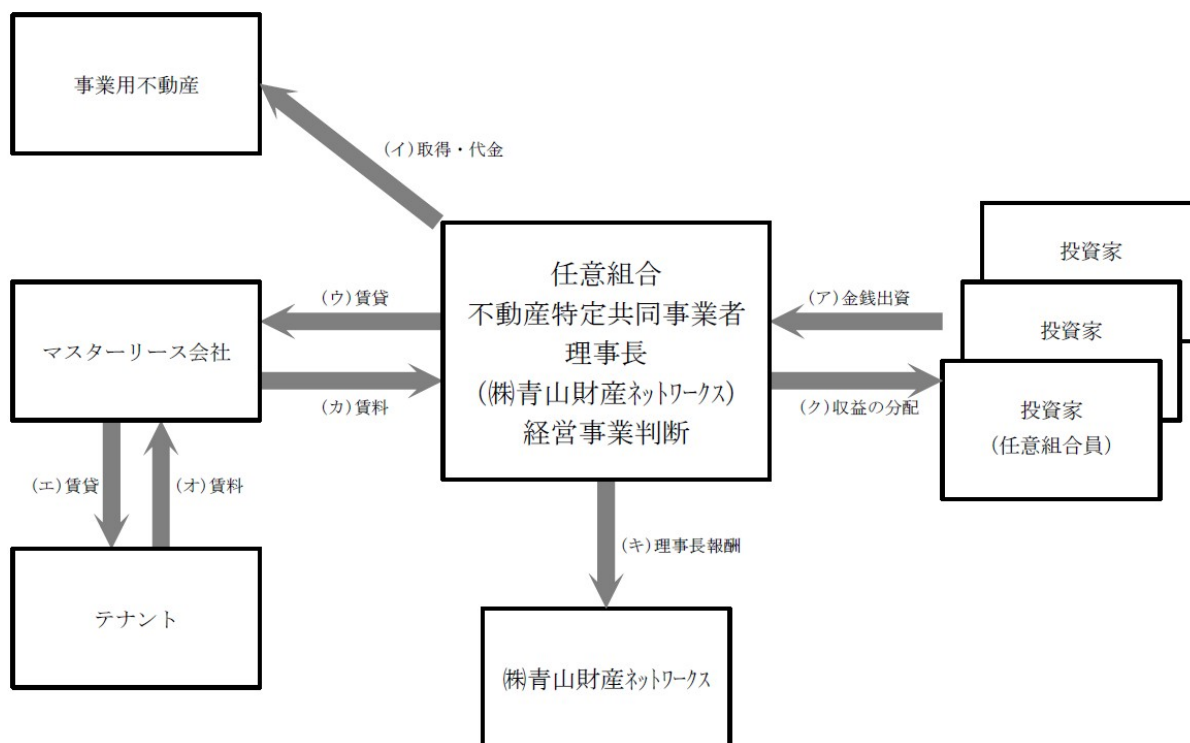 事業用不動産
(イ)取得・代金
任意組合
不動産特定共同事業者
理事長
(㈱青山財産ネットワークス)
経営事業判断
投資家
投資家
投資家
(任意組合員)
(ア)金銭出資
(ク)収益の分配
(ウ)賃貸
(カ)賃料
マスターリース会社
(エ)賃貸
(オ)賃料
テナント
(キ)理事長報酬
㈱青山財産ネットワークス